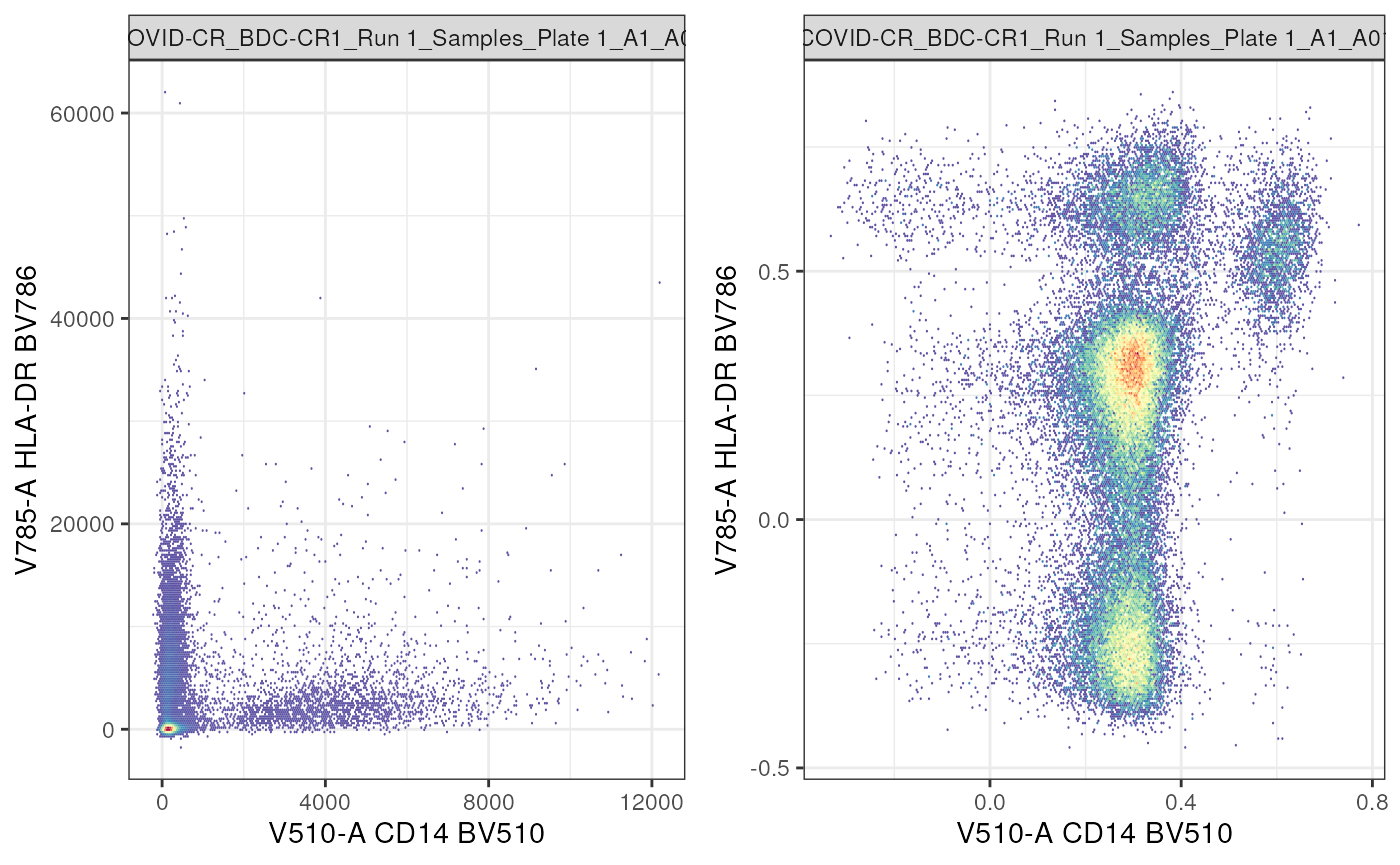 OVID-CR_BDC-CR1_Run 1_Samples_Plate 1_A1_A
60000
40000
20000
0
V785-A HLA-DR BV786
0
4000
8000
12000
V510-A CD14 BV510
COVID-CR_BDC-CR1_Run 1_Samples_Plate 1_A1_A0
0.5
0.0
-0.5
V785-A HLA-DR BV786
0.0
0.4
0.8
V510-A CD14 BV510